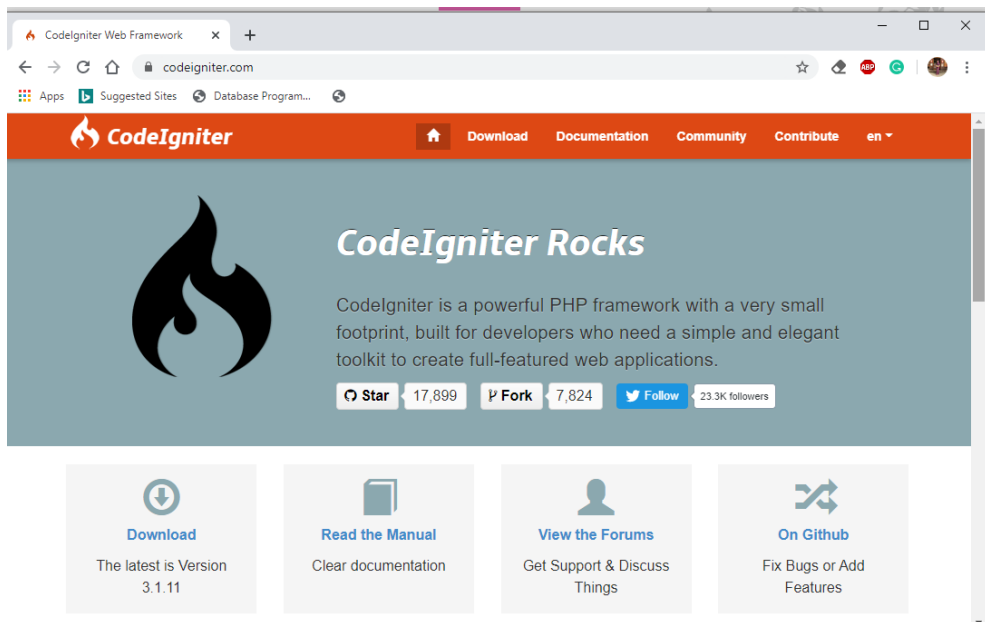 CodeIgniter Web Framework
codeigniter.com
ABP
G
Apps
b
Suggested Sites
Database Program...
CodeIgniter
Download
Documentation
Community
Contribute
en
CodeIgniter Rocks
CodeIgniter is a powerful PHP framework with a very small
footprint, built for developers who need a simple and elegant
toolkit to create full-featured web applications.
Star
17,899
Fork
7,824
Follow
23.3K followers
Download
The latest is Version
3.1.11
Read the Manual
Clear documentation
View the Forums
Get Support & Discuss
Things
On Github
Fix Bugs or Add
Features